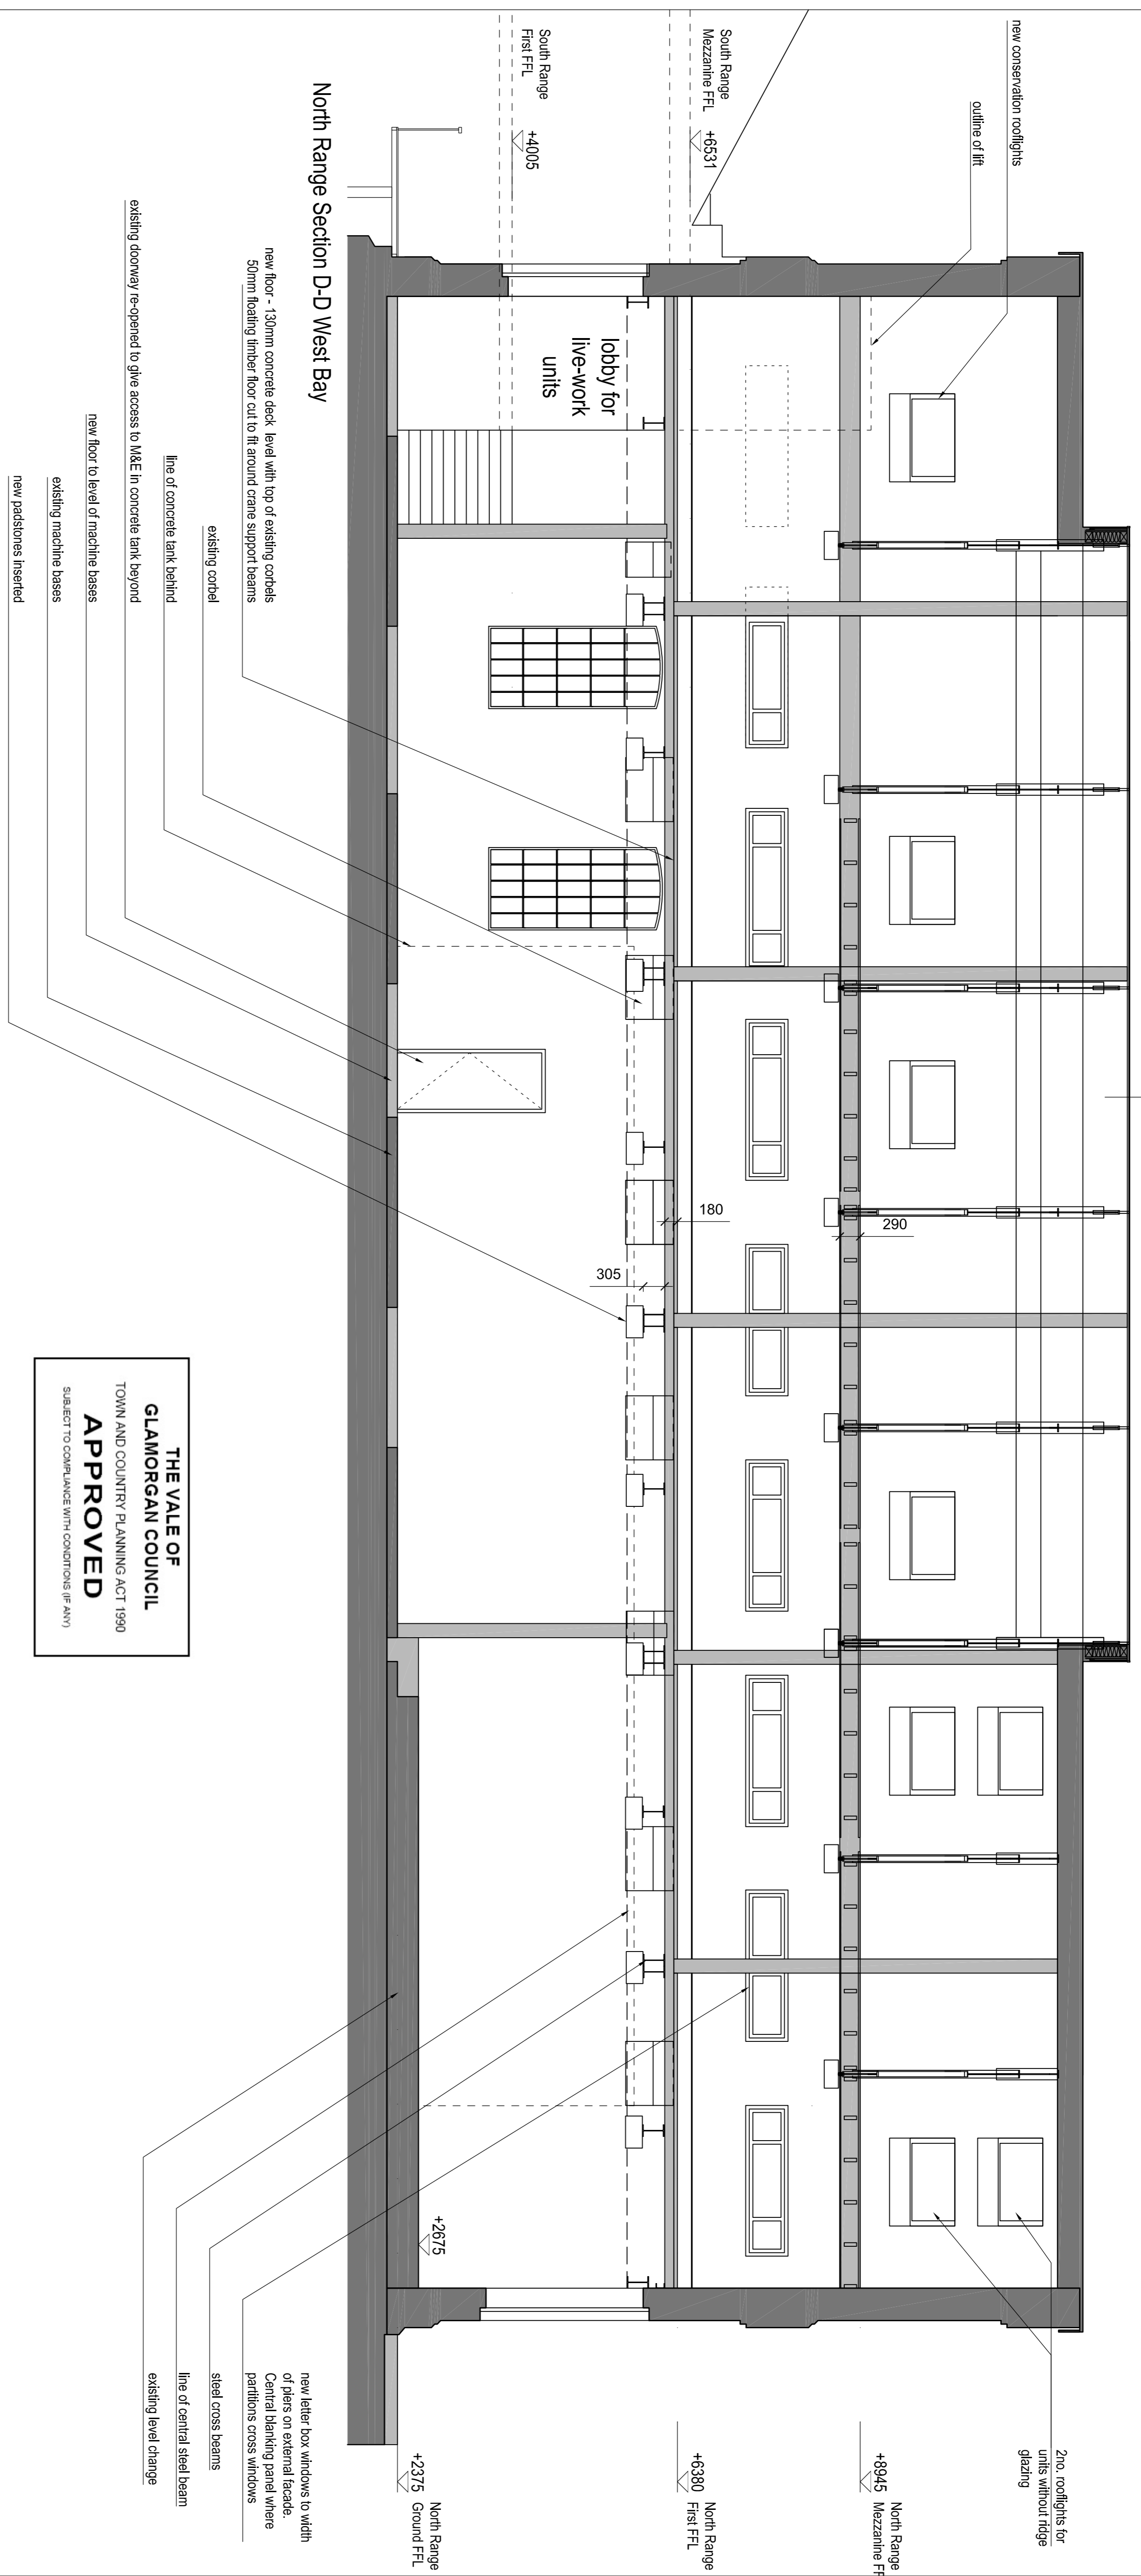 new conservation rooflights
outline of lift
South Range
Mezzanine FFL
+6531
South Range
First FFL
+4005
North Range Section D-D West Bay
lobby for
live-work
units
new floor - 130mm concrete deck level with top of existing corbels
50mm floating timber floor cut to fit around crane support beams
existing corbel
line of concrete tank behind
existing doorway re-opened to give access to M&E in concrete tank beyond
new floor to level of machine bases
existing machine bases
new padstones inserted
180
290
305
THE VALE OF
GLAMORGAN COUNCIL
TOWN AND COUNTRY PLANNING ACT 1990
APPROVED
SUBJECT TO COMPLIANCE WITH CONDITIONS (IF ANY)
+2675
2no. rooflights for
units without ridge
glazing
+8945
North Range
Mezzanine FF
+6380
North Range
First FFL
+2375
North Range
Ground FFL
new letter box windows to width
of piers on external facade.
Central blanking panel where
partitions cross windows
steel cross beams
line of central steel beam
existing level change